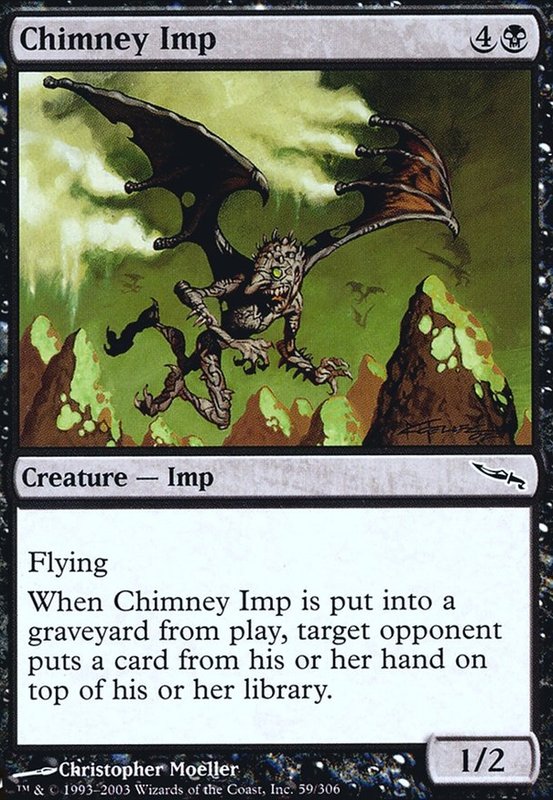 Chimney Imp 4
Creature — Imp
Flying
When Chimney Imp is put into a
graveyard from play, target opponent
puts a card from his or her hand on
top of his or her library.
1/2
Christopher Moeller
™ & © 1993–2003 Wizards of the Coast, Inc. 59/306